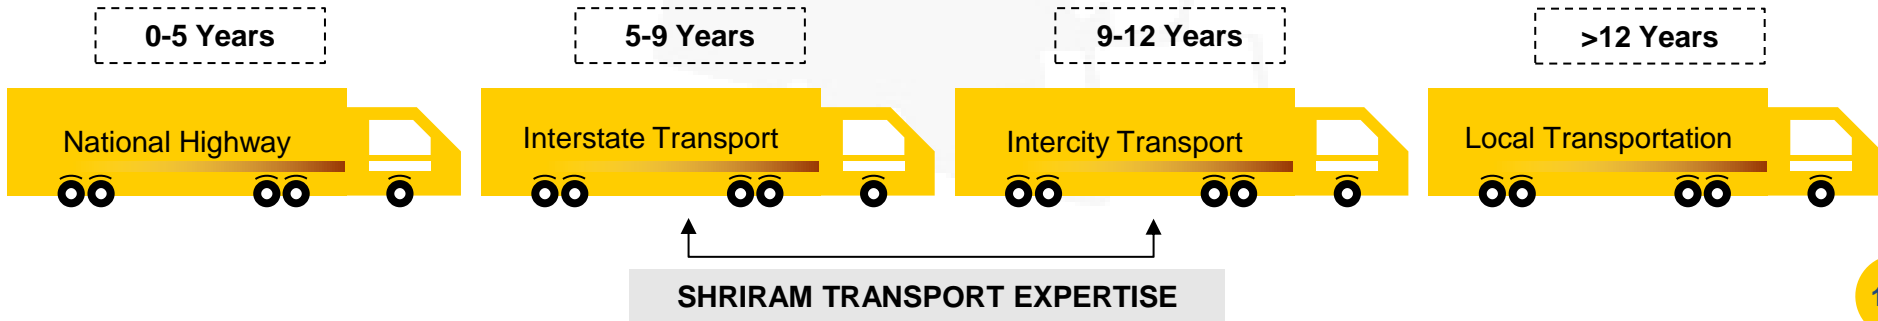 0-5 Years
5-9 Years
9-12 Years
>12 Years
National Highway
Interstate Transport
Intercity Transport
Local Transportation
SHRIRAM TRANSPORT EXPERTISE